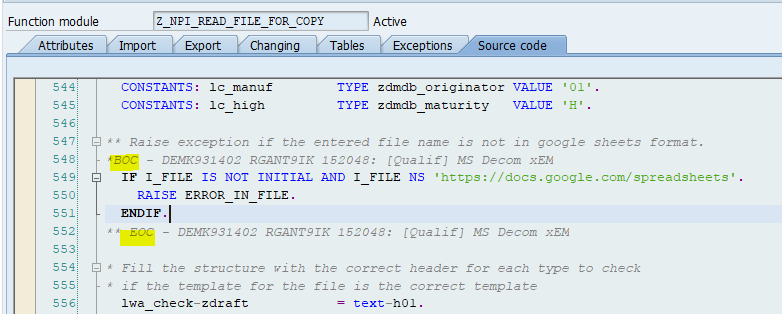 Function module Z_NPI_READ_FILE_FOR_COPY Active
Attributes Import Export Changing Tables Exceptions Source code
544 CONSTANTS: lc_manuf TYPE zdmdb_originator VALUE '01'.
545 CONSTANTS: lc_high TYPE zdmdb_maturity VALUE 'H'.
546
547 ** Raise exception if the entered file name is not in google sheets format.
548 *BOC - DEMK931402 RGANT9IK 152048: [Qualif] MS Decom xEM
549 IF I_FILE IS NOT INITIAL AND I_FILE NS 'https://docs.google.com/spreadsheets'.
550 RAISE ERROR_IN_FILE.
551 ENDIF.
552 ** EOC - DEMK931402 RGANT9IK 152048: [Qualif] MS Decom xEM
553
554 * Fill the structure with the correct header for each type to check
555 * if the template for the file is the correct template
556 lwa_check-zdraft = text-h01.